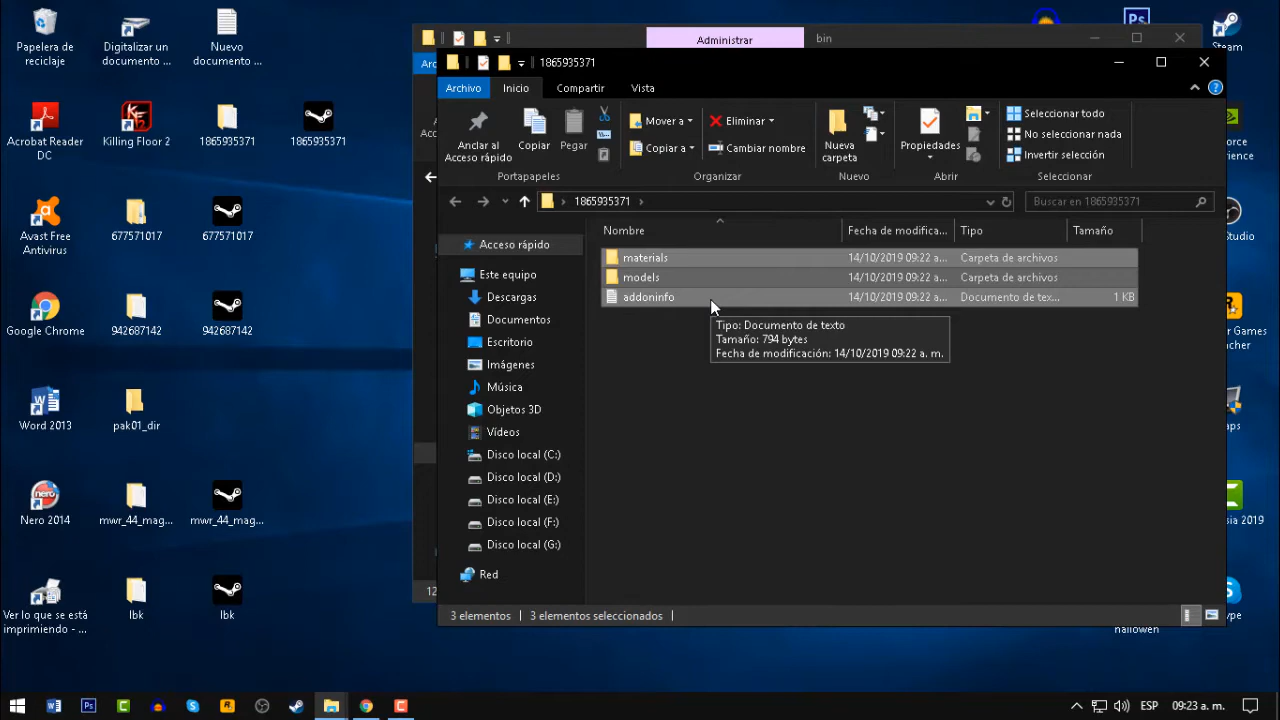 Papelera de
reciclaje
Digitalizar un
documento ...
Nuevo
documento ...
Acrobat Reader
DC
Killing Floor 2
1865935371
1865935371
Avast Free
Antivirus
677571017
677571017
Google Chrome
942687142
942687142
Word 2013
pak01_dir
Nero 2014
mwr_44_mag...
mwr_44_mag...
Ver lo que se está
imprimiendo - ...
lbk
lbk
Ps
Steam
Administrar
bin
1865935371
Archivo
Inicio
Compartir
Vista
Anclar al
Acceso rápido
Copiar
Pegar
Portapapeles
Mover a
Copiar a
Eliminar
Cambiar nombre
Organizar
Nueva
carpeta
Nuevo
Propiedades
Abrir
Seleccionar todo
No seleccionar nada
Invertir selección
Seleccionar
1865935371
Buscar en 1865935371
Nombre
Fecha de modifica...
Tipo
Tamaño
Acceso rápido
Este equipo
Descargas
Documentos
Escritorio
Imágenes
Música
Objetos 3D
Vídeos
Disco local (C:)
Disco local (D:)
Disco local (E:)
Disco local (F:)
Disco local (G:)
Red
materials 14/10/2019 09:22 a... Carpeta de archivos
models 14/10/2019 09:22 a... Carpeta de archivos
addoninfo 14/10/2019 09:22 a... Documento de tex... 1 KB
Tipo: Documento de texto
Tamaño: 794 bytes
Fecha de modificación: 14/10/2019 09:22 a. m.
3 elementos
3 elementos seleccionados
12
ESP
09:23 a. m.